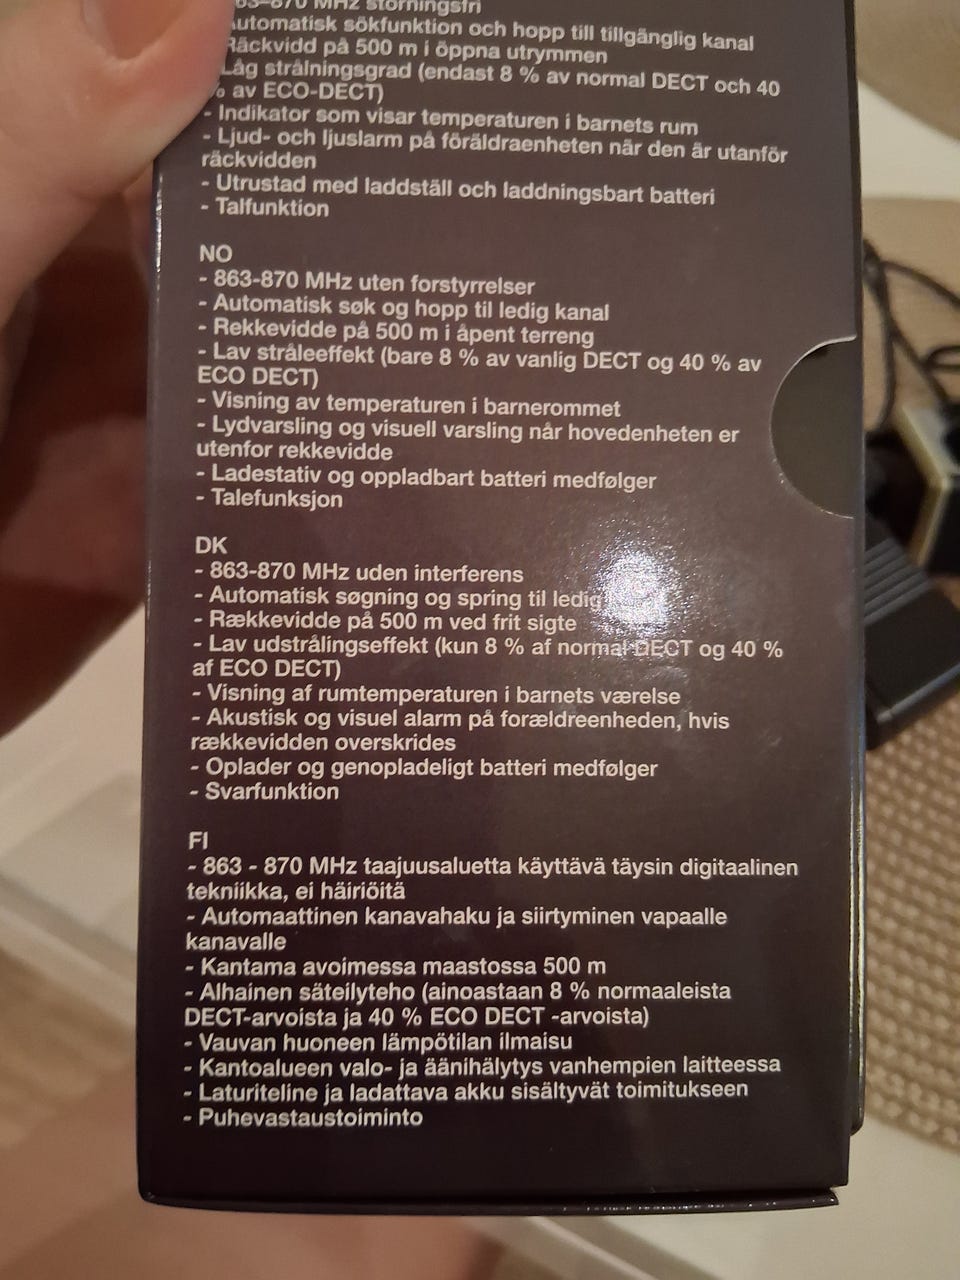 MHz störningsfri
Automatisk sökfunktion och hopp till tillgänglig kanal
Räckvidd på 500 m i öppna utrymmen
Låg strålningsgrad (endast 8 % av normal DECT och 40
% av ECO-DECT)
- Indikator som visar temperaturen i barnets rum
- Ljud- och ljuslarm på föräldraenheten när den är utanför
räckvidden
- Utrustad med laddställ och laddningsbart batteri
- Talfunktion
NO
- 863-870 MHz uten forstyrrelser
- Automatisk søk og hopp til ledig kanal
- Rekkevidde på 500 m i åpent terreng
- Lav stråleeffekt (bare 8 % av vanlig DECT og 40 % av
ECO DECT)
- Visning av temperaturen i barnerommet
- Lydvarsling og visuell varsling når hovedenheten er
utenfor rekkevidde
- Ladestativ og oppladbart batteri medfølger
- Talefunksjon
DK
- 863-870 MHz uden interferens
- Automatisk søgning og spring til ledig
- Rækkevidde på 500 m ved frit sigte
- Lav udstrålingseffekt (kun 8 % af normal DECT og 40 %
af ECO DECT)
- Visning af rumtemperaturen i barnets værelse
- Akustisk og visuel alarm på forældreenheden, hvis
rækkevidden overskrides
- Oplader og genopladeligt batteri medfølger
- Svarfunktion
FI
- 863 - 870 MHz taajuusaluetta käyttävä täysin digitaalinen
tekniikka, ei häiriöitä
- Automaattinen kanavahaku ja siirtyminen vapaalle
kanavalle
- Kantama avoimessa maastossa 500 m
- Alhainen säteilyteho (ainoastaan 8 % normaaleista
DECT-arvoista ja 40 % ECO DECT -arvoista)
- Vauvan huoneen lämpötilan ilmaisu
- Kantoalueen valo- ja äänihälytys vanhempien laitteessa
- Laturiteline ja ladattava akku sisältyvät toimitukseen
- Puhevastaustoiminto